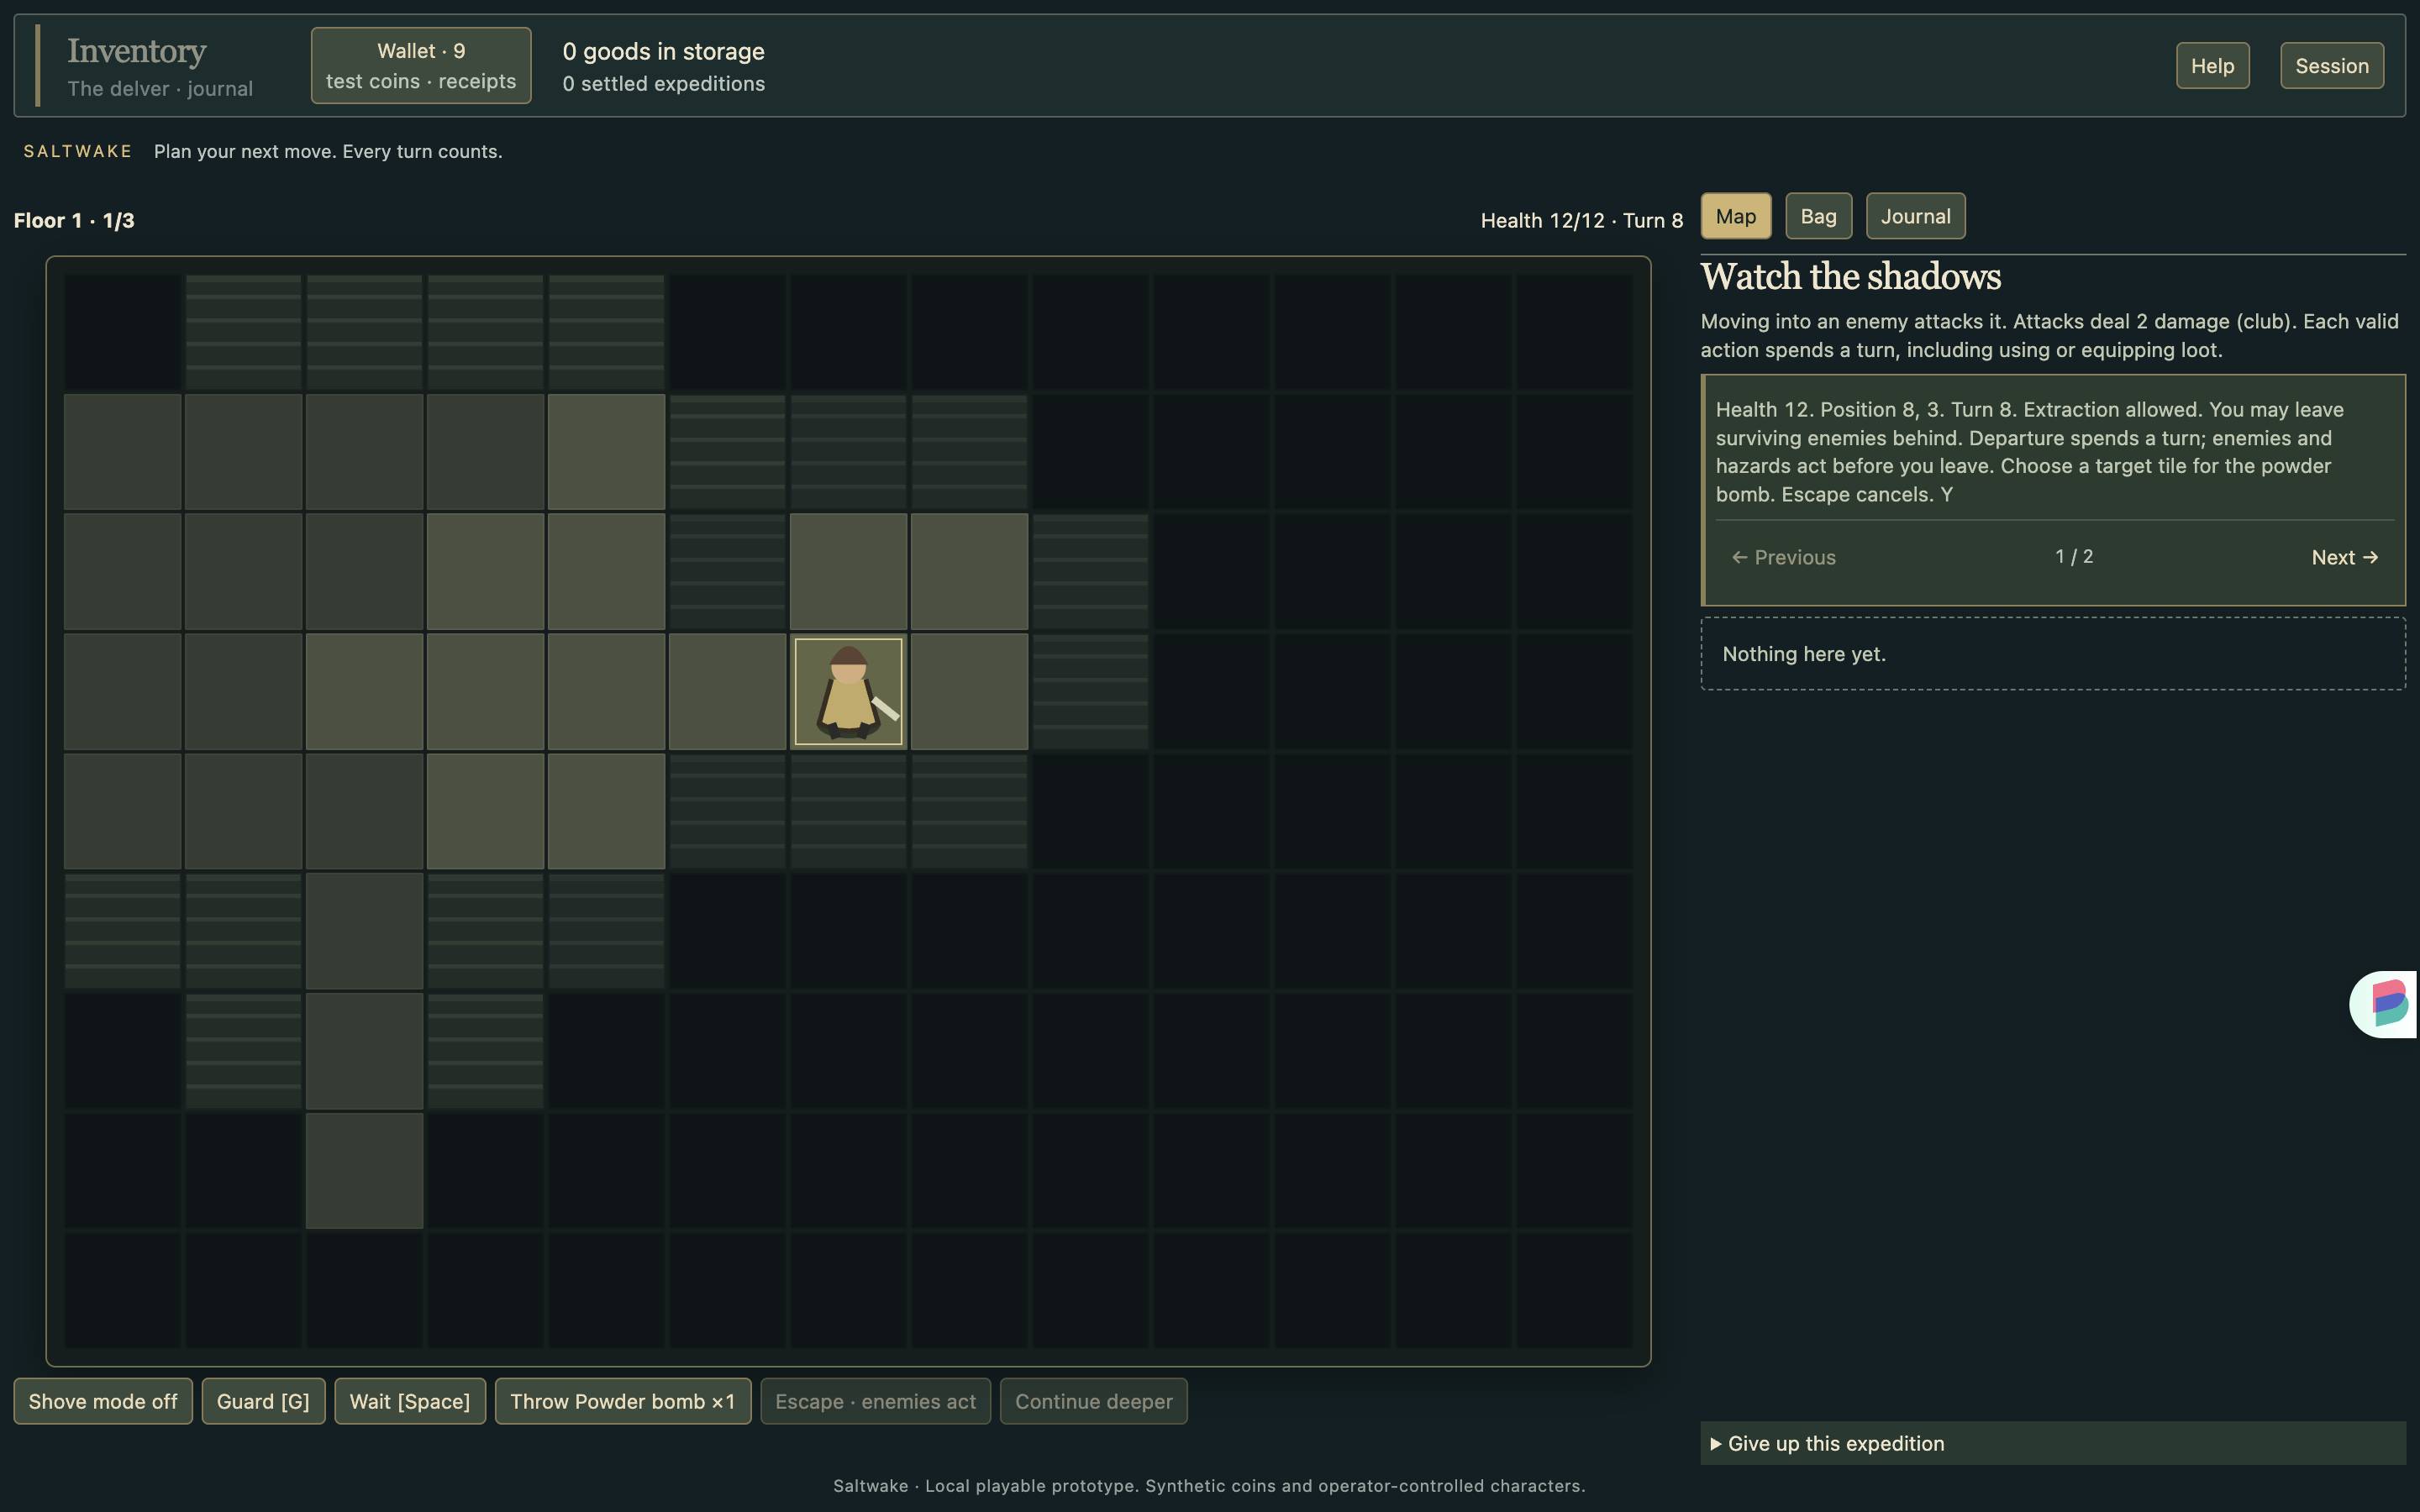 Inventory
The delver · journal
Wallet · 9
test coins · receipts
0 goods in storage
0 settled expeditions
Help
Session
SALTWAKE Plan your next move. Every turn counts.
Floor 1 · 1/3
Health 12/12 · Turn 8
Map
Bag
Journal
Watch the shadows
Moving into an enemy attacks it. Attacks deal 2 damage (club). Each valid
action spends a turn, including using or equipping loot.
Health 12. Position 8, 3. Turn 8. Extraction allowed. You may leave
surviving enemies behind. Departure spends a turn; enemies and
hazards act before you leave. Choose a target tile for the powder
bomb. Escape cancels. Y
← Previous
1 / 2
Next →
Nothing here yet.
Shove mode off
Guard [G]
Wait [Space]
Throw Powder bomb ×1
Escape · enemies act
Continue deeper
▶ Give up this expedition
Saltwake · Local playable prototype. Synthetic coins and operator-controlled characters.